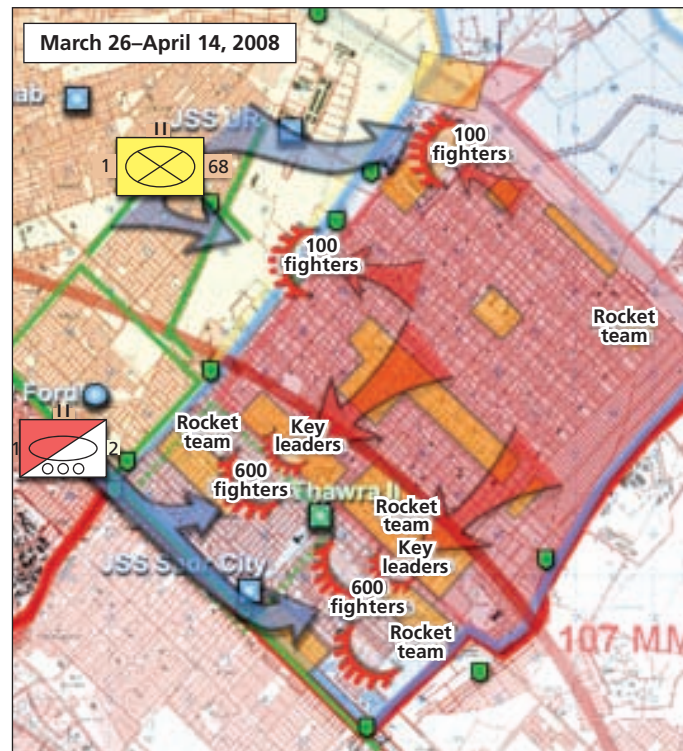 March 26–April 14, 2008
ab
JSS UR
II
1
68
100
fighters
100
fighters
Rocket
team
Ford
II
1
2
Rocket
team
Key
leaders
600
fighters
Thawra II
Rocket
team
Key
leaders
JSS Sadr City
600
fighters
Rocket
team
107 MM